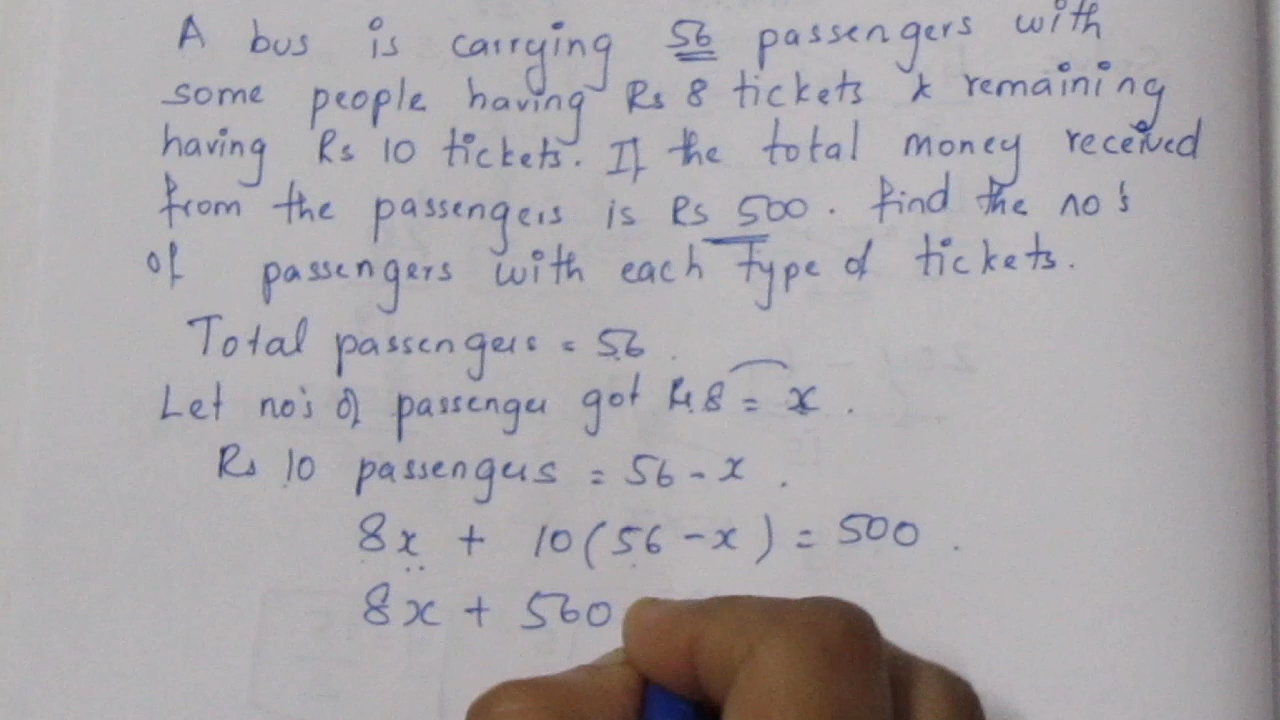 A bus is carrying 56 passengers with
some people having Rs 8 tickets & remaining
having Rs 10 tickets. If the total money received
from the passengers is Rs 500. find the no's
of passengers with each Type of tickets.
Total passengers = 56.
Let no's of passenger got Rs 8 = x.
Rs 10 passengers = 56 - x.
8x + 10(56 - x) = 500.
8x + 560